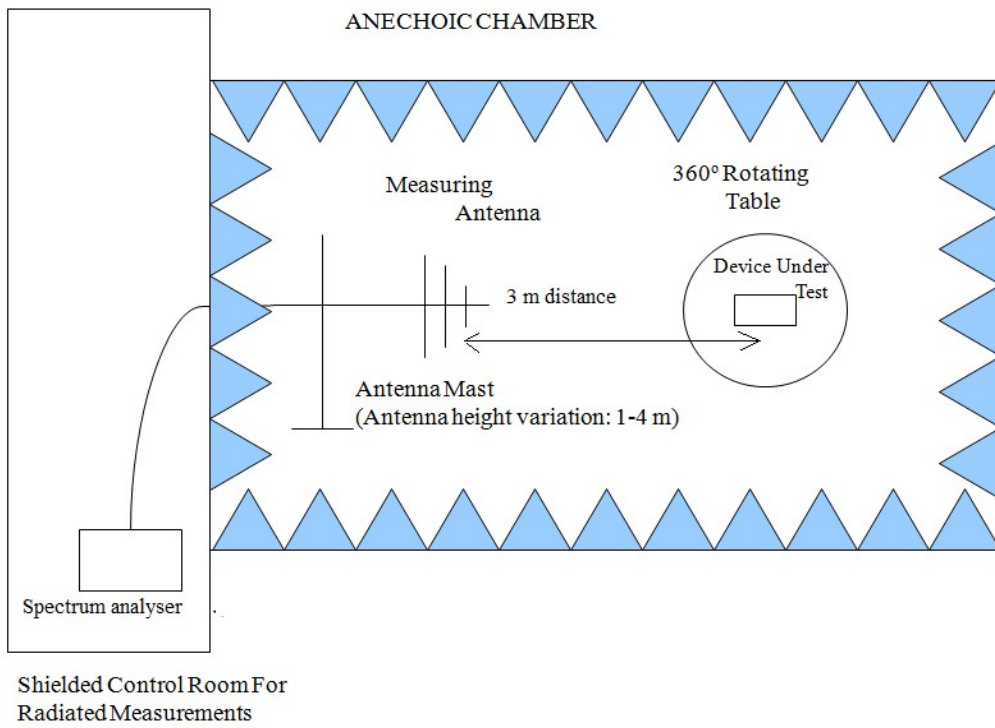 ANECHOIC CHAMBER
Measuring
Antenna
360º Rotating
Table
Device Under
Test
3 m distance
Antenna Mast
(Antenna height variation: 1-4 m)
Spectrum analyser
Shielded Control Room For
Radiated Measurements